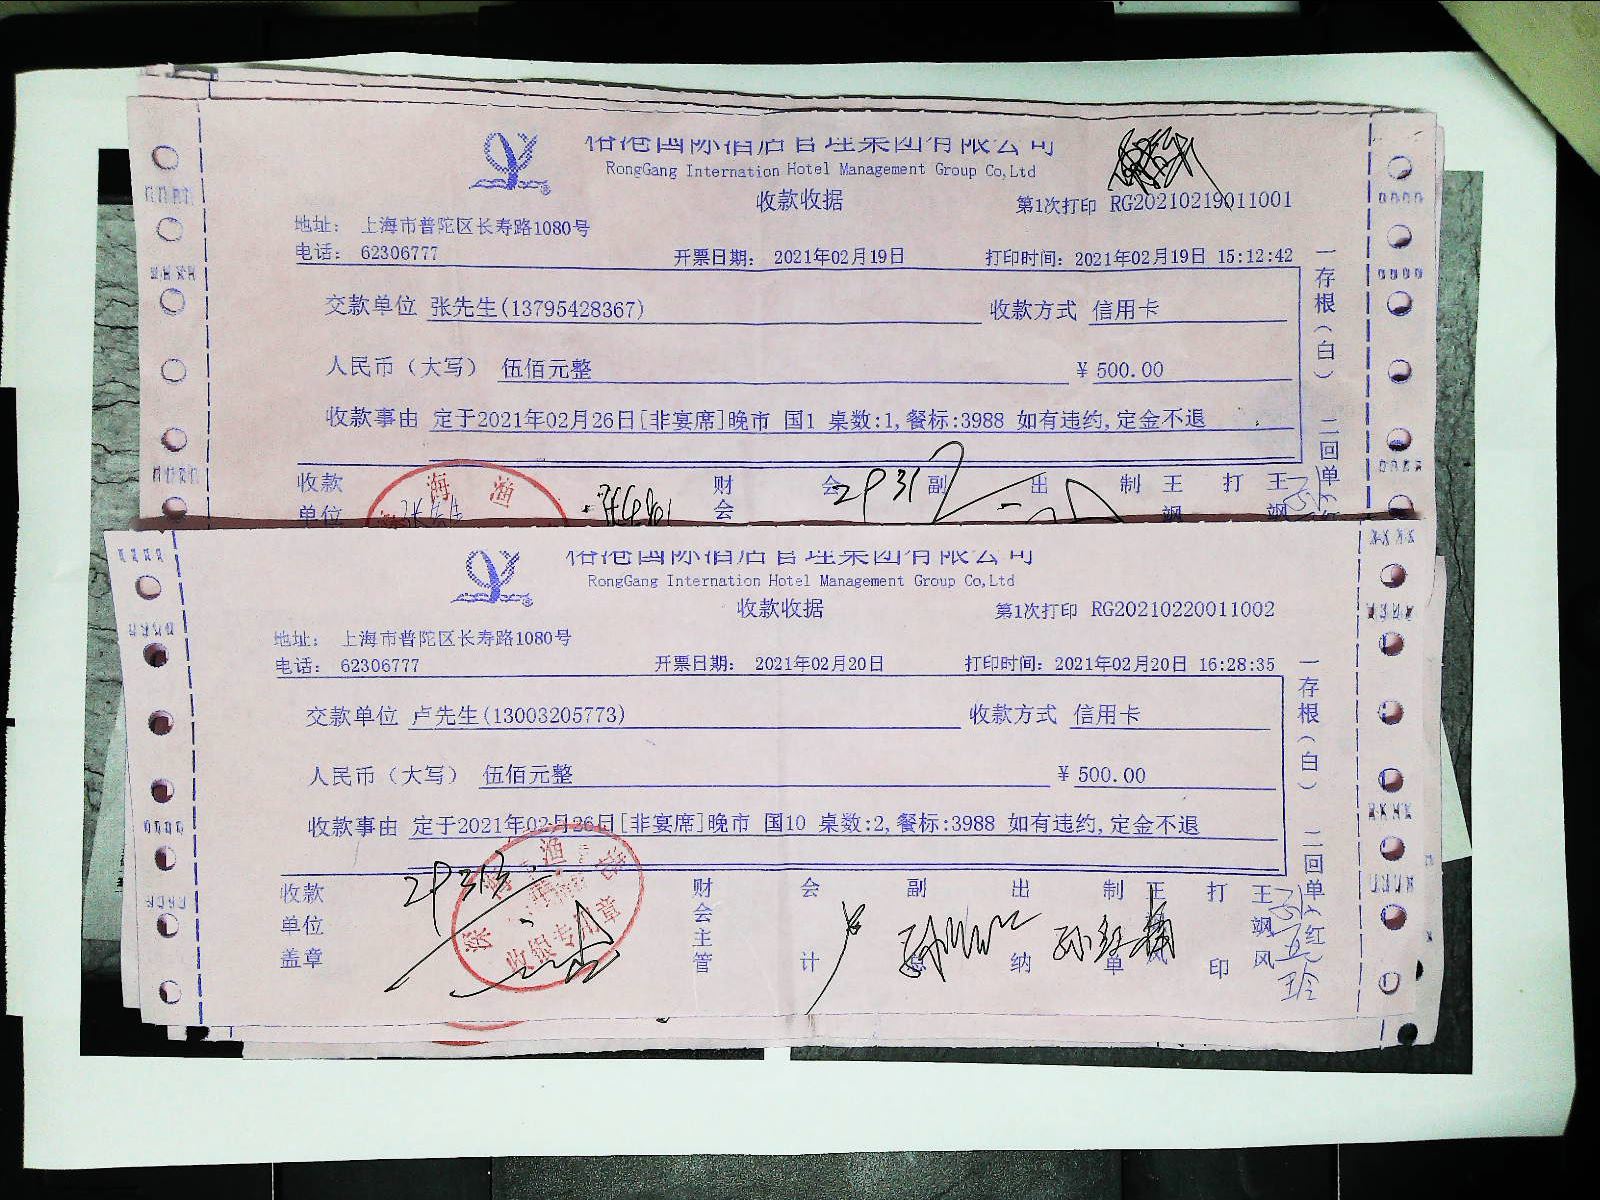 港国际酒店管理集团有限公司
RongGang Internation Hotel Management Group Co,Ltd
收款收据
第1次打印 RG20210219011001
地址: 上海市普陀区长寿路1080号
电话: 62306777 开票日期: 2021年02月19日 打印时间: 2021年02月19日 15:12:42
交款单位 张先生(13795428367) 收款方式 信用卡
人民币（大写） 伍佰元整 ¥ 500.00
收款事由 定于2021年02月26日[非宴席]晚市 国1 桌数:1,餐标:3988 如有违约,定金不退
一存根(白) 二回单
收款 财 会 副 出 制 王 打 王
单位 会 飒 飒
海 渔
港国际酒店管理集团有限公司
RongGang Internation Hotel Management Group Co,Ltd
收款收据
第1次打印 RG20210220011002
地址: 上海市普陀区长寿路1080号
电话: 62306777 开票日期: 2021年02月20日 打印时间: 2021年02月20日 16:28:35
交款单位 卢先生(13003205773) 收款方式 信用卡
人民币（大写） 伍佰元整 ¥ 500.00
收款事由 定于2021年02月26日[非宴席]晚市 国10 桌数:2,餐标:3988 如有违约,定金不退
一存根(白) 二回单
收款单位盖章
财会主管 会计 副总 出纳 制单 王飒风 打印 王飒风
收银专用章